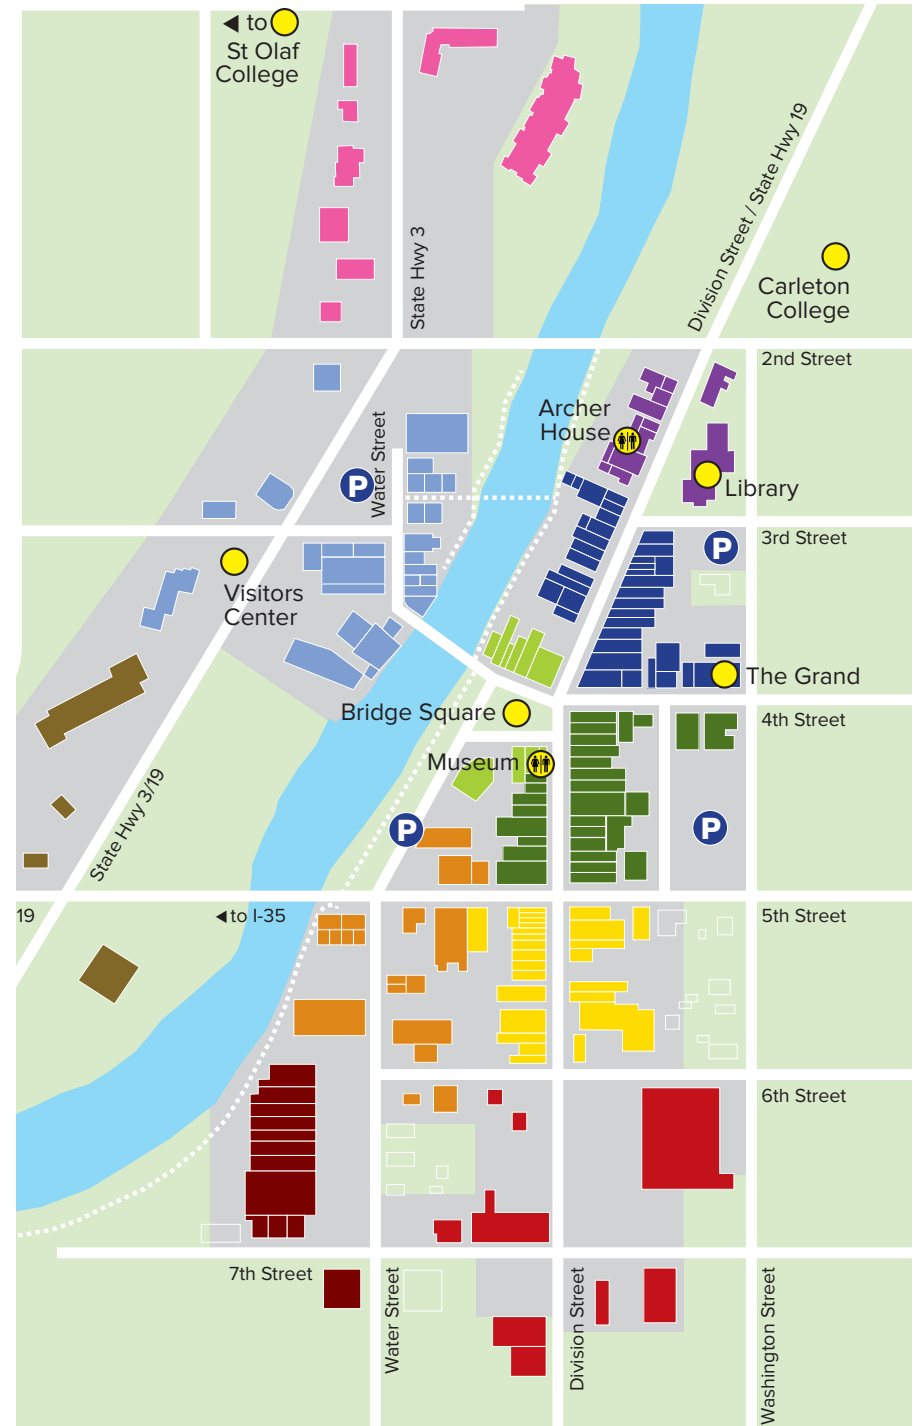 ◀ to
St Olaf
College
State Hwy 3
Division Street / State Hwy 19
Carleton
College
2nd Street
Archer
House
Water Street
P
Library
3rd Street
P
Visitors
Center
The Grand
Bridge Square
4th Street
Museum
P
P
State Hwy 3/19
19
◀ to I-35
5th Street
6th Street
7th Street
Water Street
Division Street
Washington Street